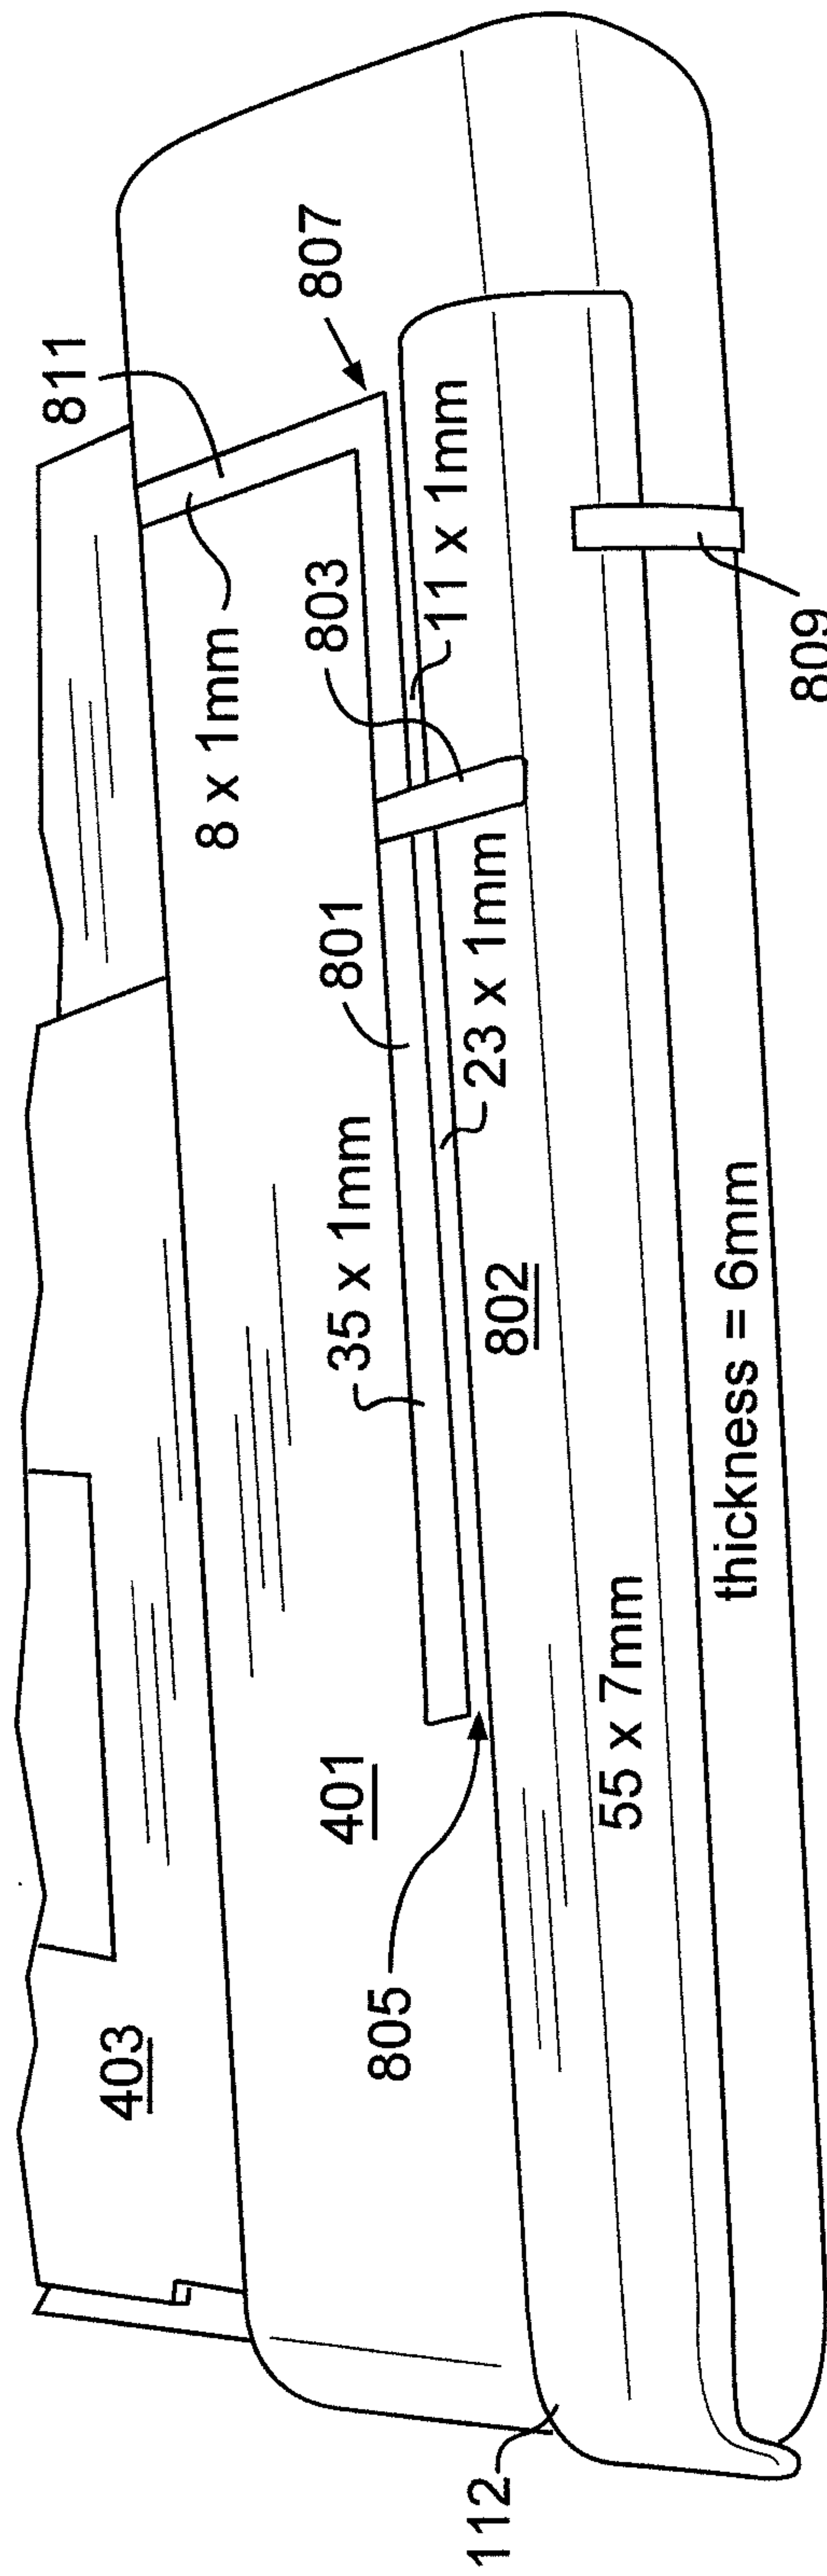 811
807
8 x 1mm
803
11 x 1mm
801
809
35 x 1mm
23 x 1mm
802
thickness = 6mm
401
55 x 7mm
403
805
112